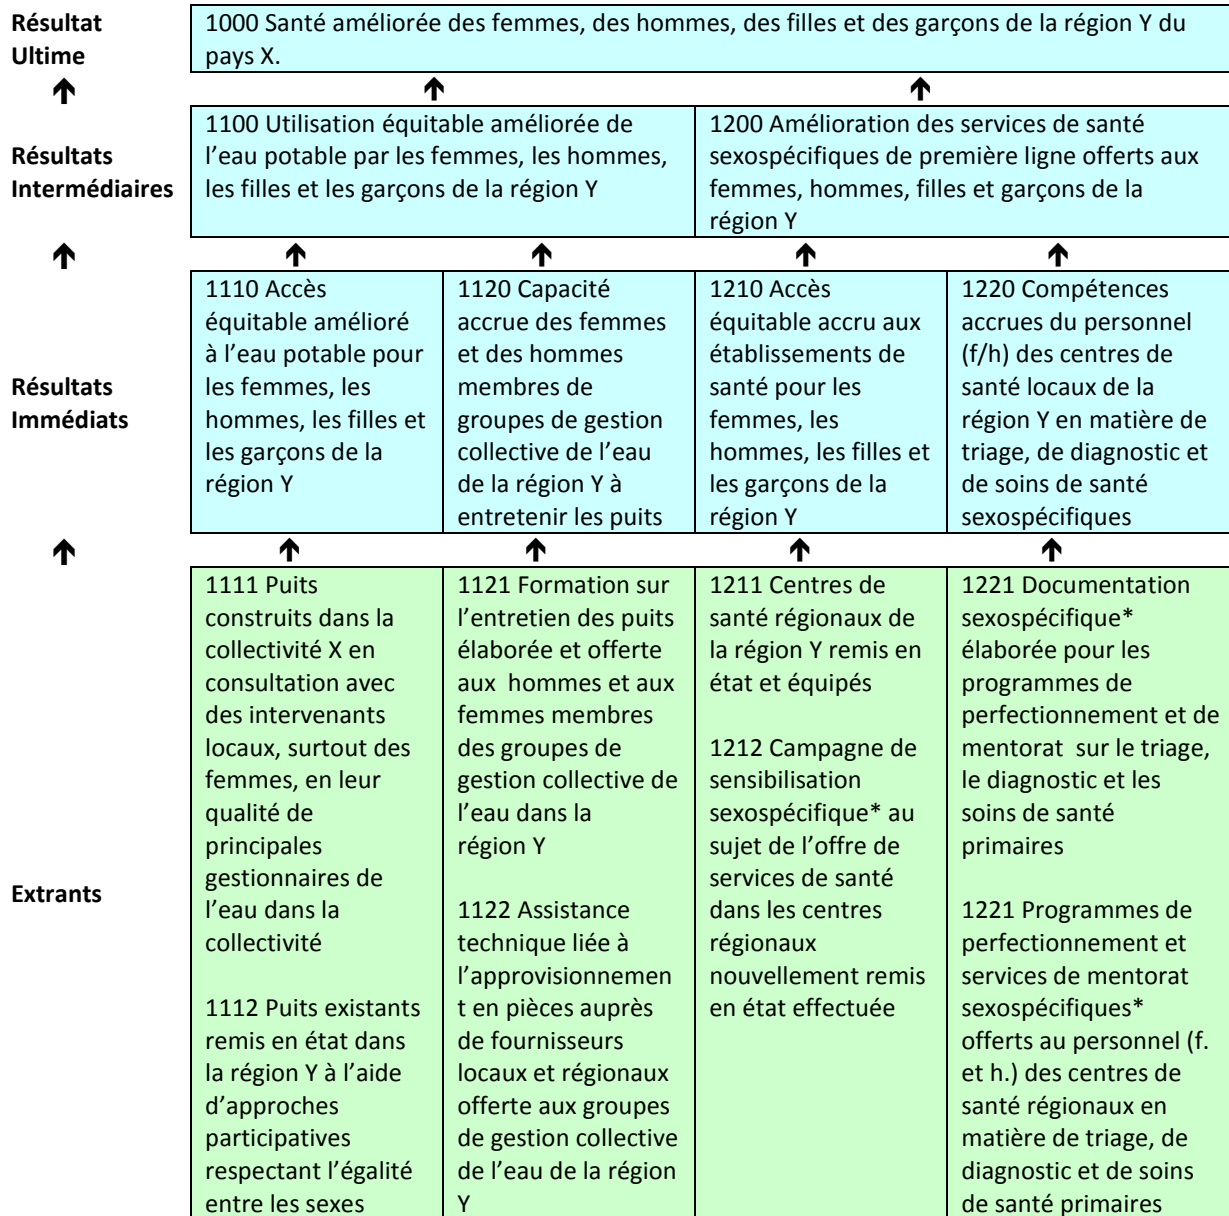 Résultat
Ultime
1000 Santé améliorée des femmes, des hommes, des filles et des garçons de la région Y du
pays X.
Résultats
Intermédiaires
1100 Utilisation équitable améliorée de
l’eau potable par les femmes, les hommes,
les filles et les garçons de la région Y
1200 Amélioration des services de santé
sexospécifiques de première ligne offerts aux
femmes, hommes, filles et garçons de la
région Y
Résultats
Immédiats
1110 Accès
équitable amélioré
à l’eau potable pour
les femmes, les
hommes, les filles et
les garçons de la
région Y
1120 Capacité
accrue des femmes
et des hommes
membres de
groupes de gestion
collective de l’eau
de la région Y à
entretenir les puits
1210 Accès
équitable accru aux
établissements de
santé pour les
femmes, les
hommes, les filles et
les garçons de la
région Y
1220 Compétences
accrues du personnel
(f/h) des centres de
santé locaux de la
région Y en matière de
triage, de diagnostic et
de soins de santé
sexospécifiques
Extrants
1111 Puits
construits dans la
collectivité X en
consultation avec
des intervenants
locaux, surtout des
femmes, en leur
qualité de
principales
gestionnaires de
l’eau dans la
collectivité
1112 Puits existants
remis en état dans
la région Y à l’aide
d’approches
participatives
respectant l’égalité
entre les sexes
1121 Formation sur
l’entretien des puits
élaborée et offerte
aux hommes et aux
femmes membres
des groupes de
gestion collective de
l’eau dans la
région Y
1122 Assistance
technique liée à
l’approvisionnemen
t en pièces auprès
de fournisseurs
locaux et régionaux
offerte aux groupes
de gestion collective
de l’eau de la région
Y
1211 Centres de
santé régionaux de
la région Y remis en
état et équipés
1212 Campagne de
sensibilisation
sexospécifique* au
sujet de l’offre de
services de santé
dans les centres
régionaux
nouvellement remis
en état effectuée
1221 Documentation
sexospécifique*
élaborée pour les
programmes de
perfectionnement et de
mentorat sur le triage,
le diagnostic et les
soins de santé
primaires
1221 Programmes de
perfectionnement et
services de mentorat
sexospécifiques*
offerts au personnel (f.
et h.) des centres de
santé régionaux en
matière de triage, de
diagnostic et de soins
de santé primaires